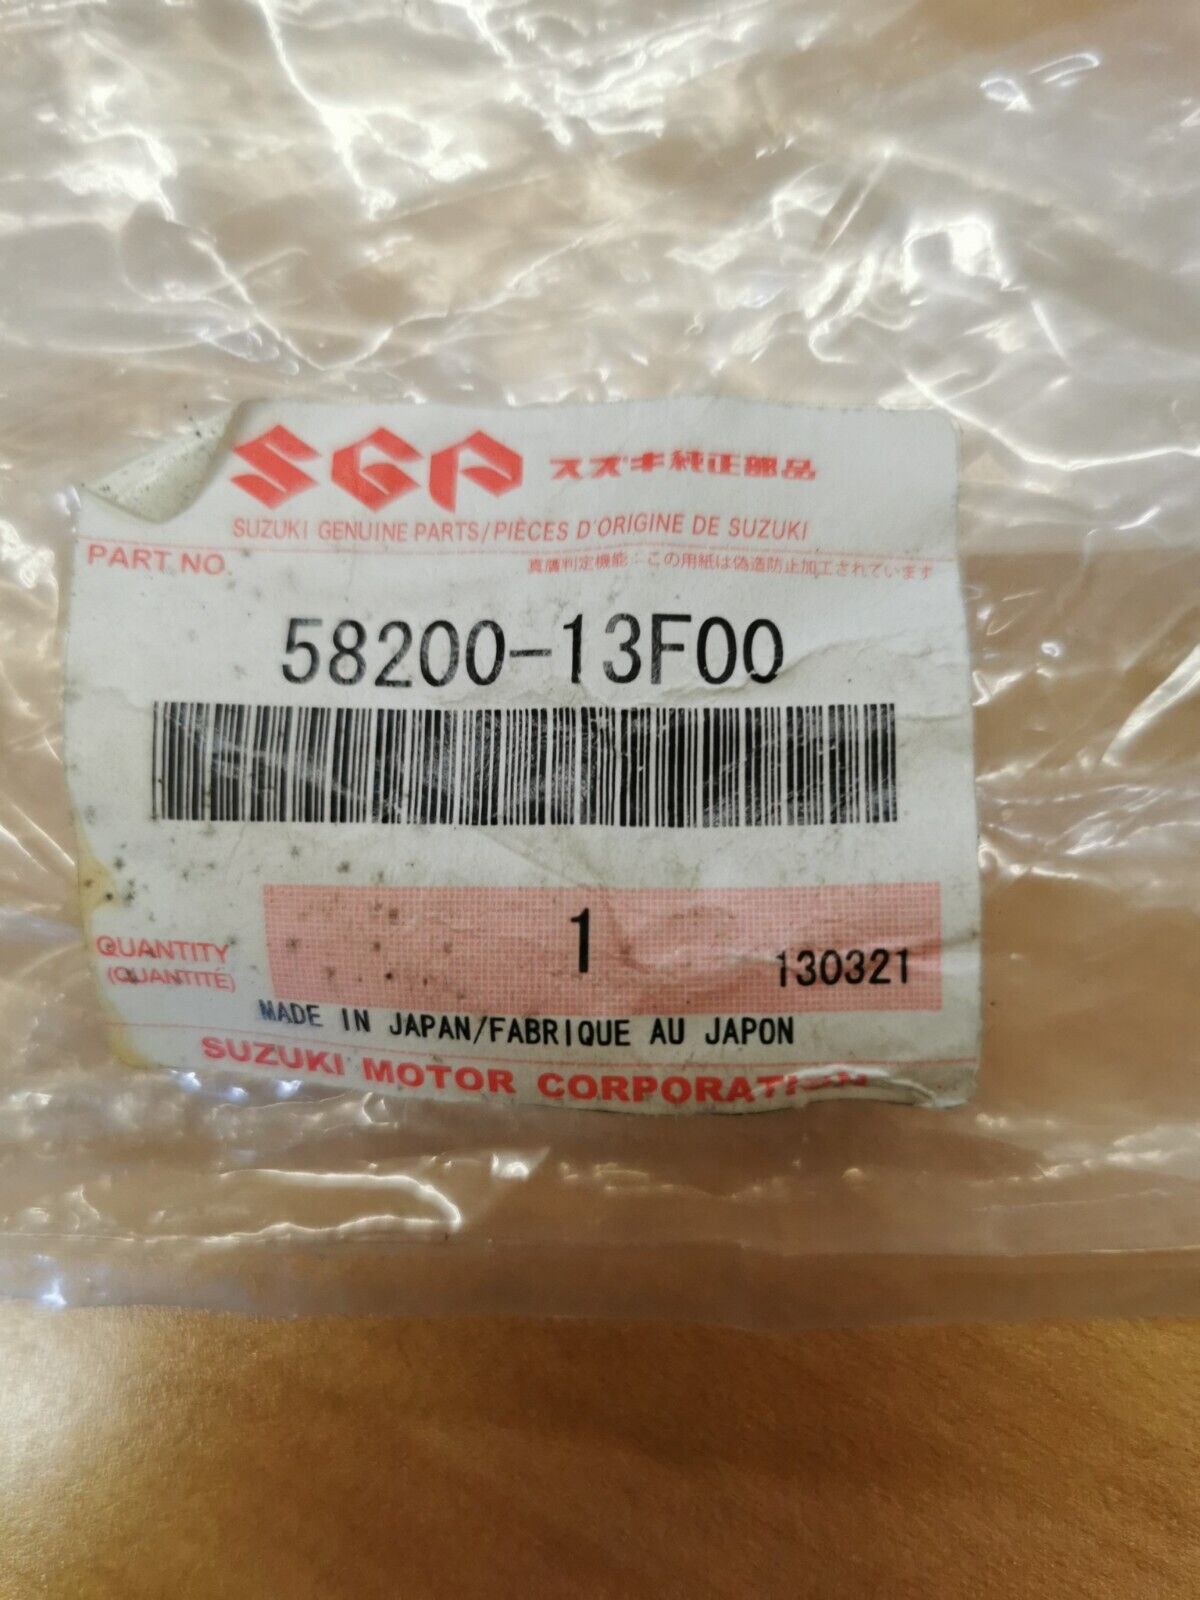 SGP スズキ純正部品
SUZUKI GENUINE PARTS/PIÈCES D'ORIGINE DE SUZUKI
PART NO.
真贋判定機能:この用紙は偽造防止加工されています
58200-13F00
1
QUANTITY
(QUANTITÉ)
130321
MADE IN JAPAN/FABRIQUE AU JAPON
SUZUKI MOTOR CORPORATION